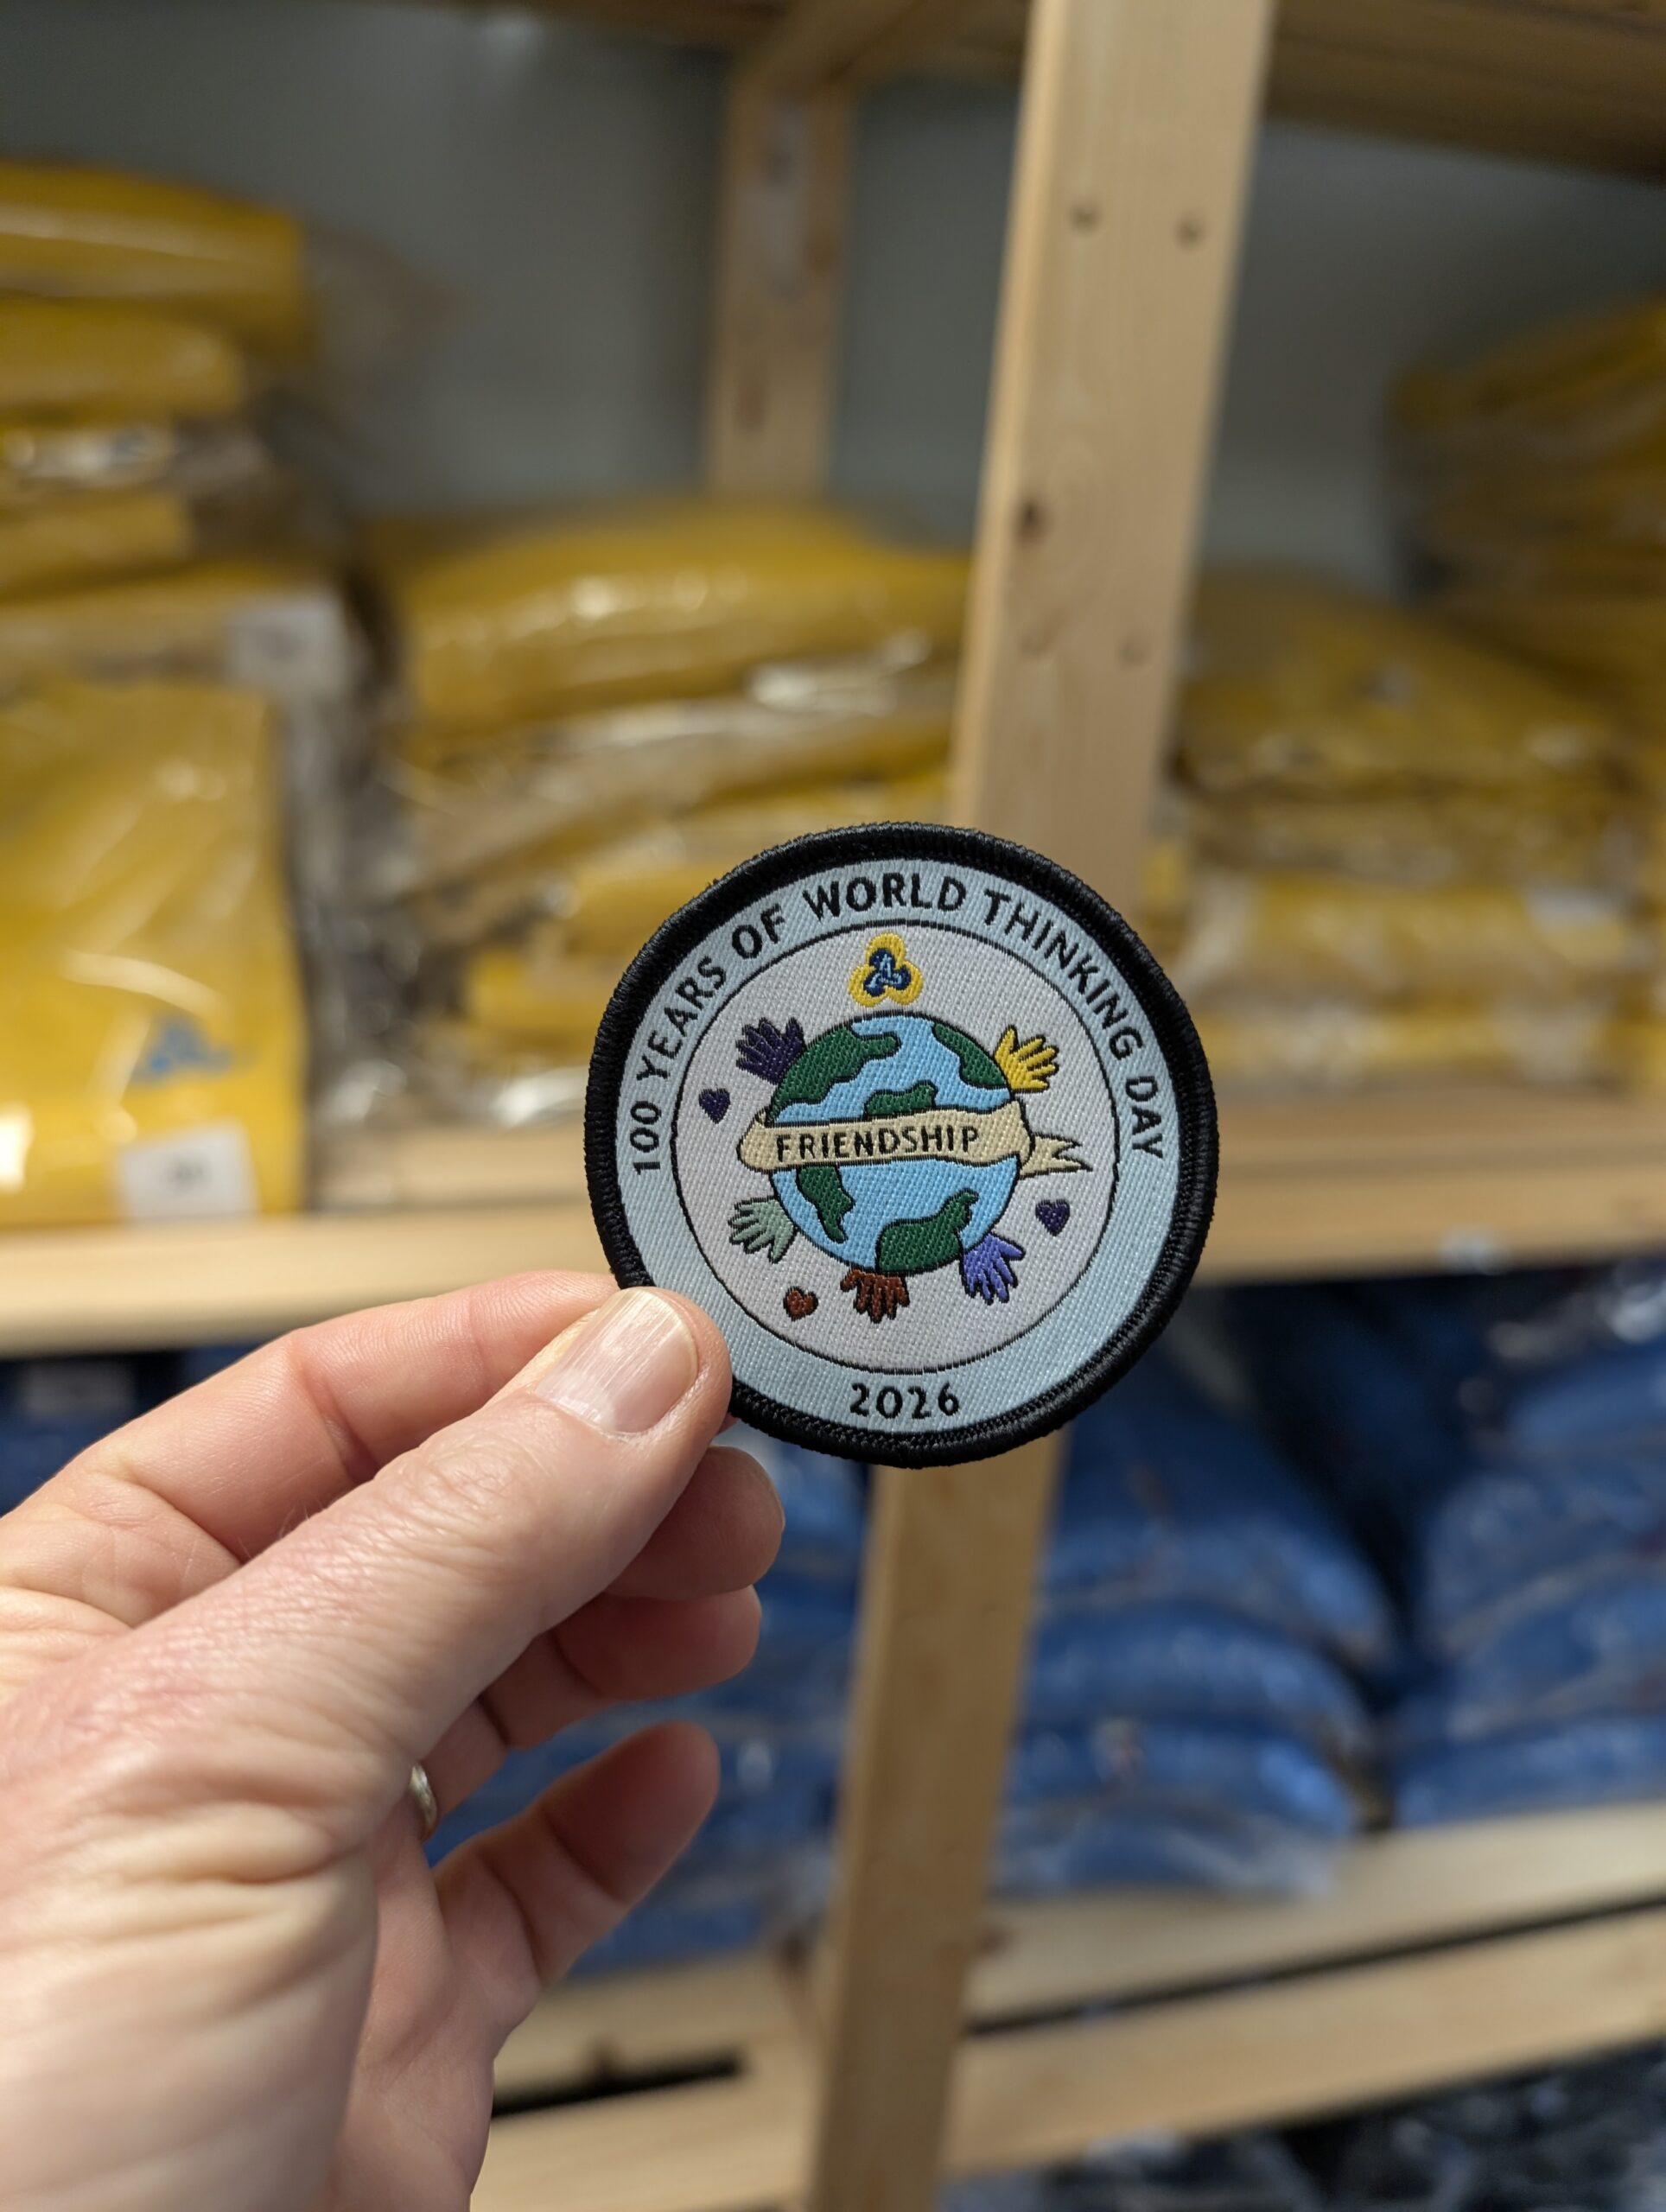 100 YEARS OF WORLD THINKING DAY
FRIENDSHIP
2026